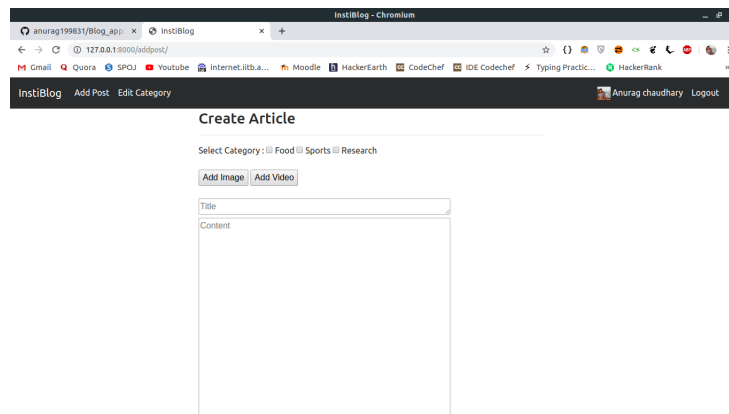 InstiBlog - Chromium
anurag199831/Blog_app InstiBlog
127.0.0.1:8000/addpost/
Gmail Quora SPOJ Youtube internet.iitb.a... Moodle HackerEarth CodeChef IDE Codechef Typing Practic... HackerRank
InstiBlog Add Post Edit Category Anurag chaudhary Logout
Create Article
Select Category : Food Sports Research
Add Image Add Video
Title
Content